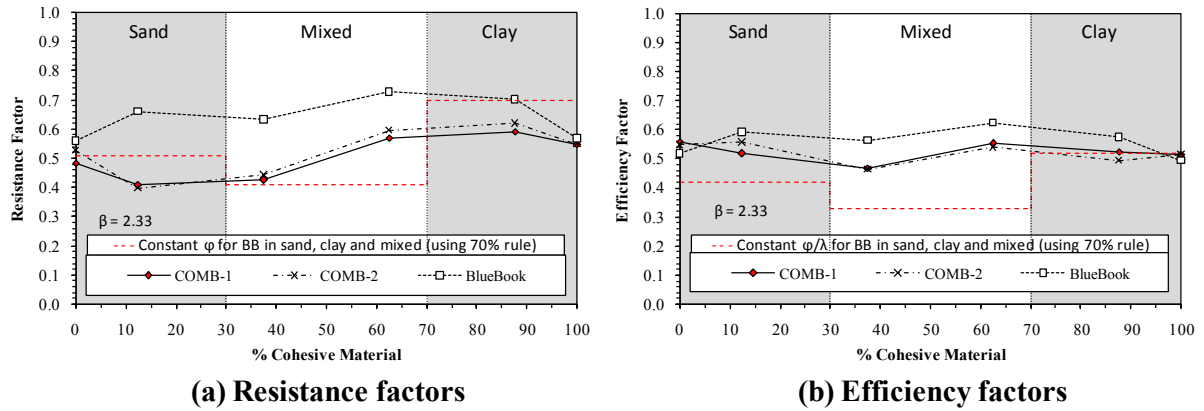 1.0
0.9
0.8
0.7
0.6
0.5
0.4
0.3
0.2
0.1
0.0
Resistance Factor
Sand Mixed Clay
β = 2.33
Constant φ for BB in sand, clay and mixed (using 70% rule)
COMB-1 COMB-2 BlueBook
0 10 20 30 40 50 60 70 80 90 100
% Cohesive Material
(a) Resistance factors
1.0
0.9
0.8
0.7
0.6
0.5
0.4
0.3
0.2
0.1
0.0
Efficiency Factor
Sand Mixed Clay
β = 2.33
Constant φ/λ for BB in sand, clay and mixed (using 70% rule)
COMB-1 COMB-2 BlueBook
0 10 20 30 40 50 60 70 80 90 100
% Cohesive Material
(b) Efficiency factors